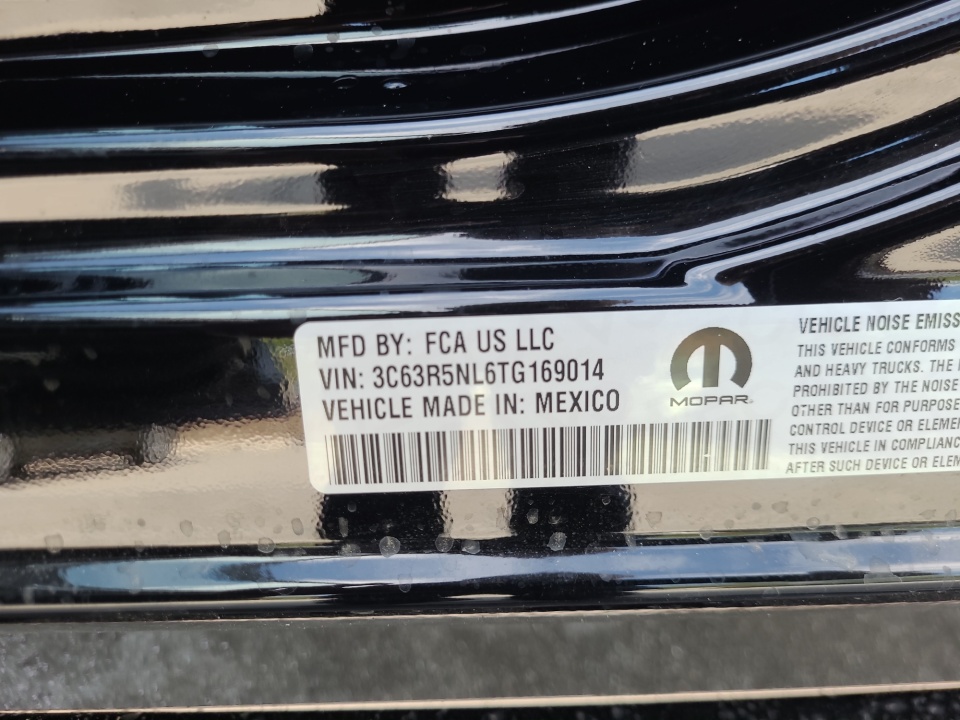 MFD BY: FCA US LLC
VIN: 3C63R5NL6TG169014
VEHICLE MADE IN: MEXICO
MOPAR
VEHICLE NOISE EMISS
THIS VEHICLE CONFORMS
AND HEAVY TRUCKS. THE
PROHIBITED BY THE NOISE
OTHER THAN FOR PURPOSE
CONTROL DEVICE OR ELEME
THIS VEHICLE IN COMPLIANC
AFTER SUCH DEVICE OR ELEM